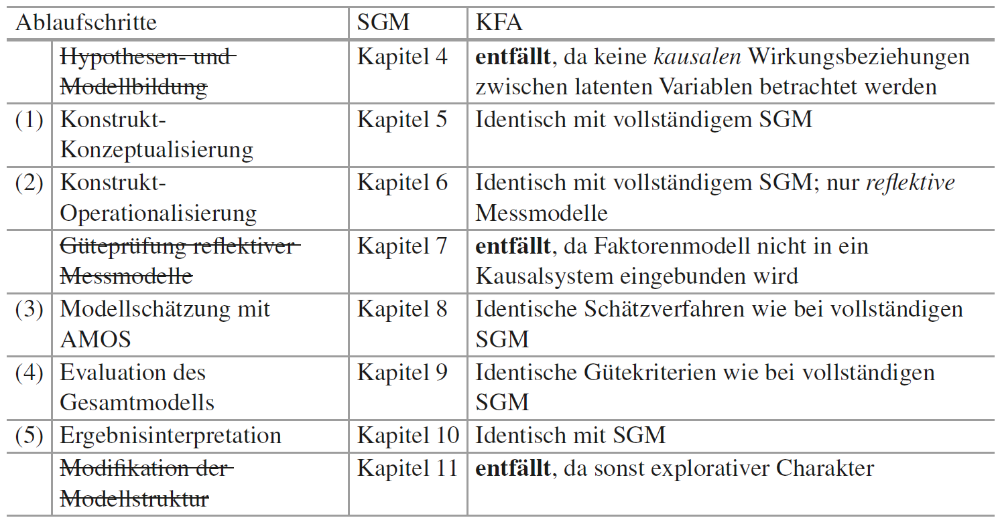 Ablaufschritte SGM KFA
Hypothesen- und Kapitel 4 entfällt, da keine kausalen Wirkungsbeziehungen
Modellbildung zwischen latenten Variablen betrachtet werden
(1) Konstrukt- Kapitel 5 Identisch mit vollständigem SGM
Konzeptualisierung
(2) Konstrukt- Kapitel 6 Identisch mit vollständigem SGM; nur reflektive
Operationalisierung Messmodelle
Güteprüfung reflektiver Kapitel 7 entfällt, da Faktorenmodell nicht in ein
Messmodelle Kausalsystem eingebunden wird
(3) Modellschätzung mit Kapitel 8 Identische Schätzverfahren wie bei vollständigen
AMOS SGM
(4) Evaluation des Kapitel 9 Identische Gütekriterien wie bei vollständigen
Gesamtmodells SGM
(5) Ergebnisinterpretation Kapitel 10 Identisch mit SGM
Modifikation der Kapitel 11 entfällt, da sonst explorativer Charakter
Modellstruktur